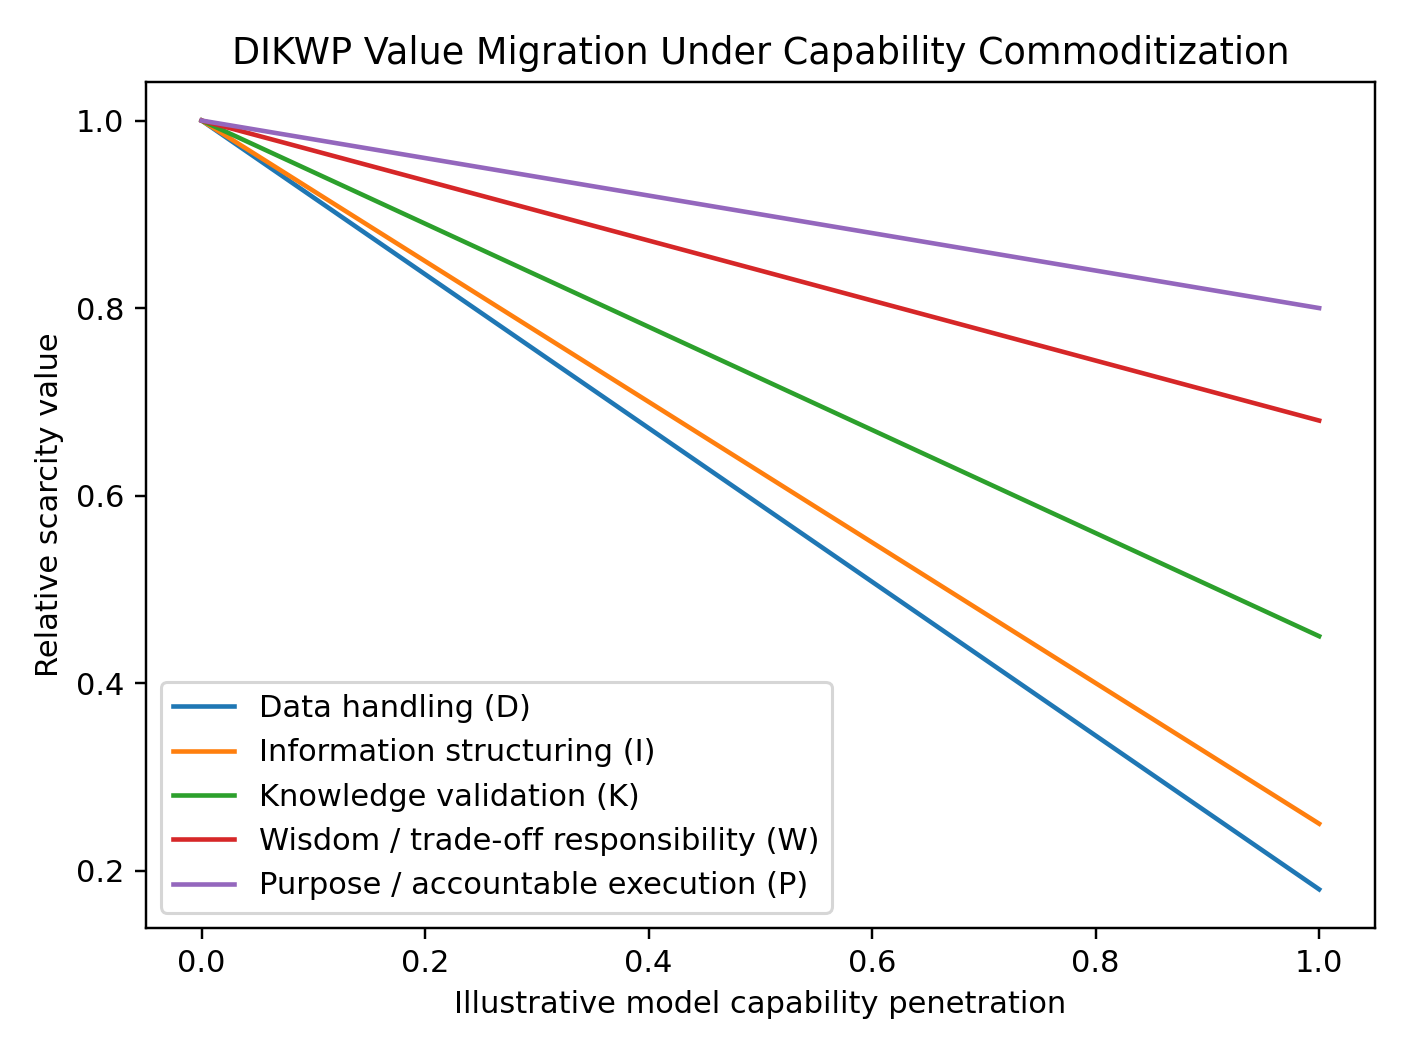 DIKWP Value Migration Under Capability Commoditization
1.0
0.8
0.6
0.4
0.2
Relative scarcity value
Data handling (D)
Information structuring (I)
Knowledge validation (K)
Wisdom / trade-off responsibility (W)
Purpose / accountable execution (P)
0.0 0.2 0.4 0.6 0.8 1.0
Illustrative model capability penetration